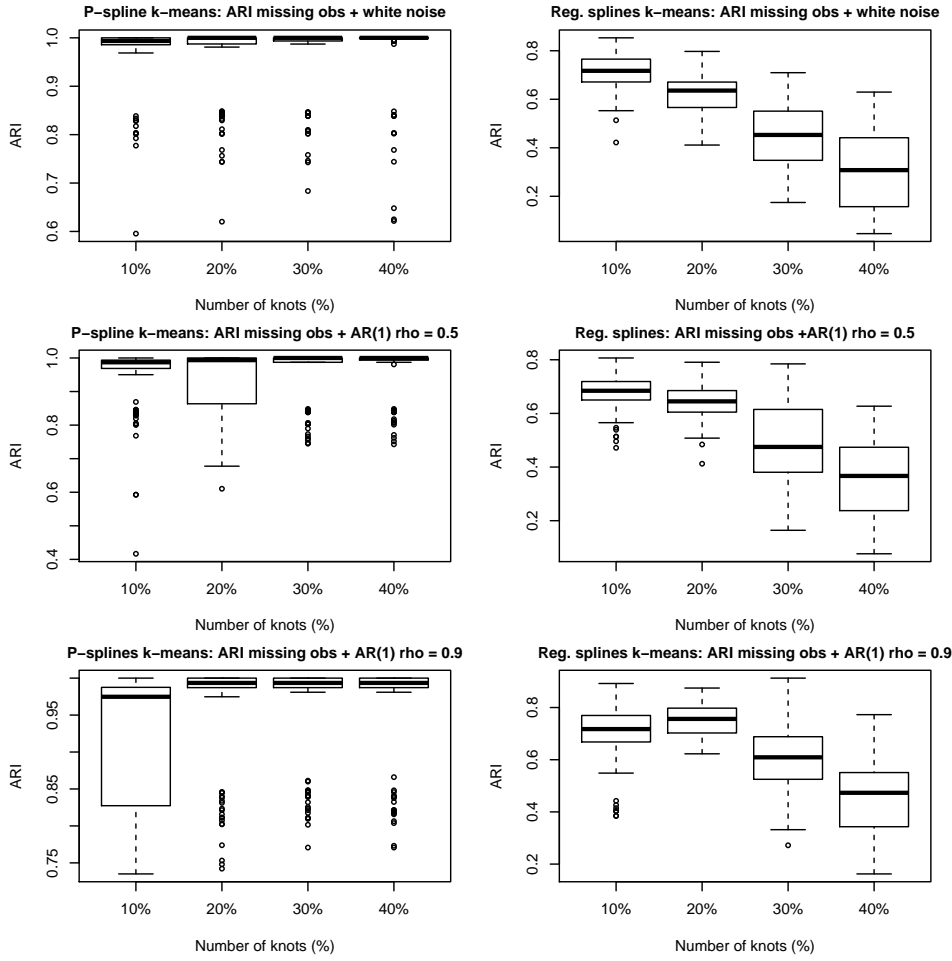 P−spline k−means: ARI missing obs + white noise
ARI
0.6 0.7 0.8 0.9 1.0
10% 20% 30% 40%
Number of knots (%)
Reg. splines k−means: ARI missing obs + white noise
ARI
0.2 0.4 0.6 0.8
10% 20% 30% 40%
Number of knots (%)
P−spline k−means: ARI missing obs + AR(1) rho = 0.5
ARI
0.4 0.6 0.8 1.0
10% 20% 30% 40%
Number of knots (%)
Reg. splines: ARI missing obs +AR(1) rho = 0.5
ARI
0.2 0.4 0.6 0.8
10% 20% 30% 40%
Number of knots (%)
P−splines k−means: ARI missing obs + AR(1) rho = 0.9
ARI
0.75 0.85 0.95
10% 20% 30% 40%
Number of knots (%)
Reg. splines k−means: ARI missing obs + AR(1) rho = 0.9
ARI
0.2 0.4 0.6 0.8
10% 20% 30% 40%
Number of knots (%)